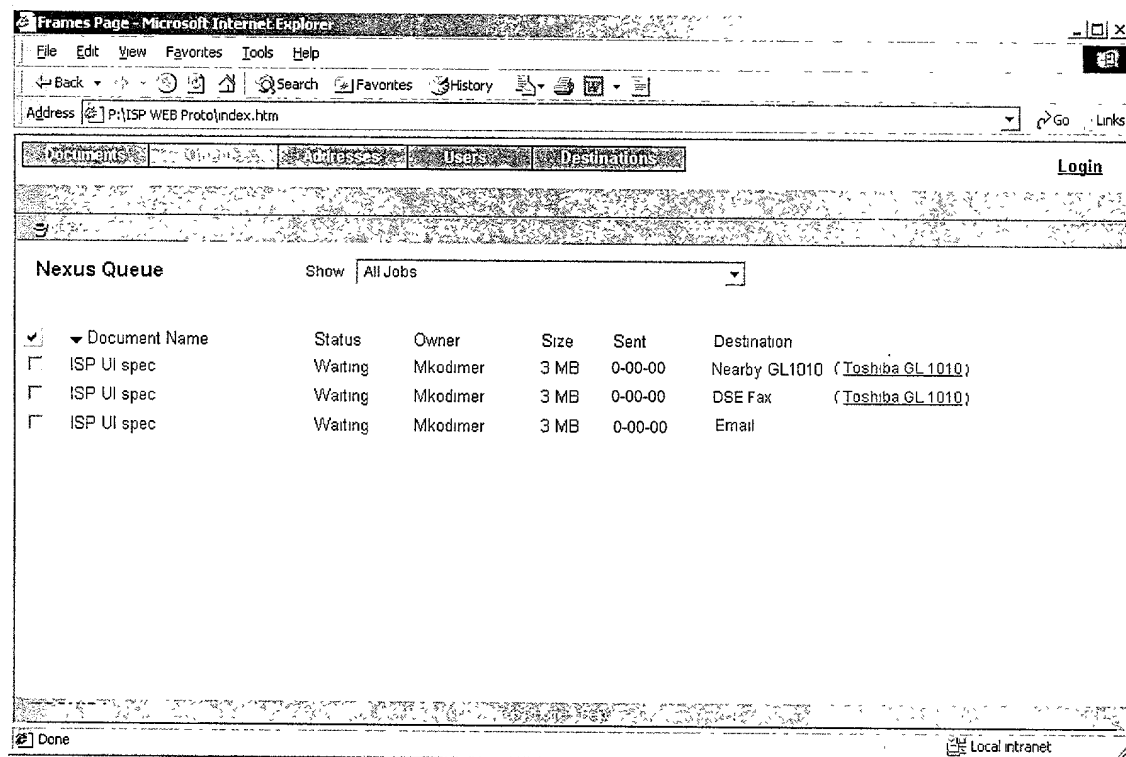 Frames Page - Microsoft Internet Explorer
File Edit View Favorites Tools Help
Back Search Favorites History
Address P:\ISP WEB Proto\index.htm Go Links
Documents Addresses Users Destinations Login
Nexus Queue Show All Jobs
Document Name Status Owner Size Sent Destination
ISP UI spec Waiting Mkodimer 3 MB 0-00-00 Nearby GL1010 (Toshiba GL 1010)
ISP UI spec Waiting Mkodimer 3 MB 0-00-00 DSE Fax (Toshiba GL 1010)
ISP UI spec Waiting Mkodimer 3 MB 0-00-00 Email
Done Local intranet